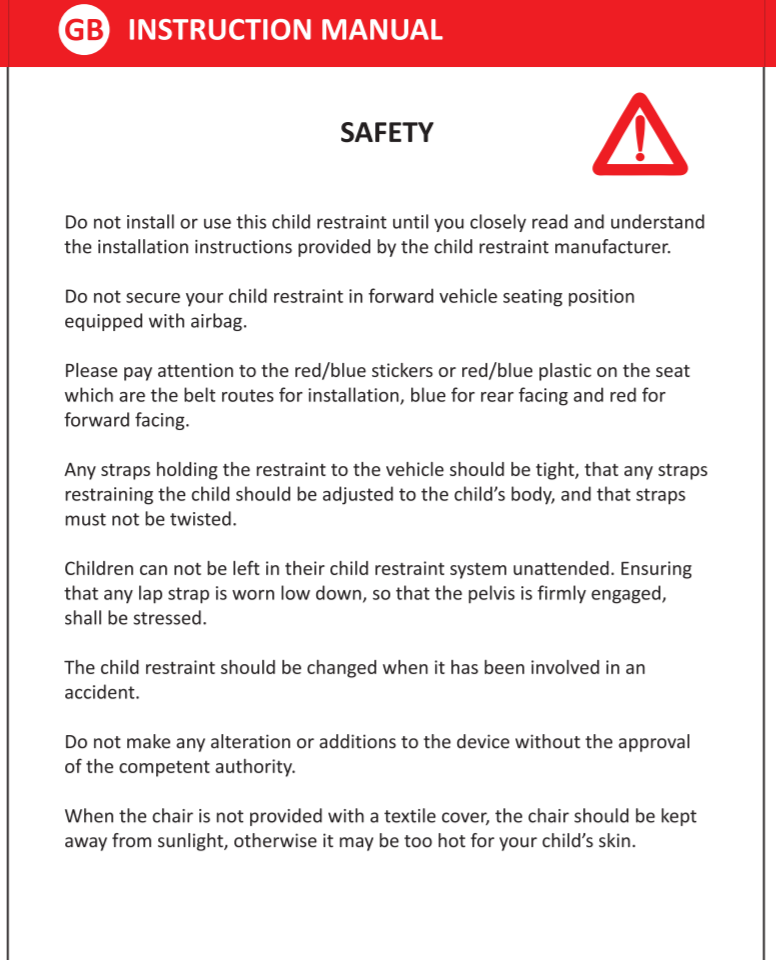 GB INSTRUCTION MANUAL
SAFETY
Do not install or use this child restraint until you closely read and understand
the installation instructions provided by the child restraint manufacturer.
Do not secure your child restraint in forward vehicle seating position
equipped with airbag.
Please pay attention to the red/blue stickers or red/blue plastic on the seat
which are the belt routes for installation, blue for rear facing and red for
forward facing.
Any straps holding the restraint to the vehicle should be tight, that any straps
restraining the child should be adjusted to the child’s body, and that straps
must not be twisted.
Children can not be left in their child restraint system unattended. Ensuring
that any lap strap is worn low down, so that the pelvis is firmly engaged,
shall be stressed.
The child restraint should be changed when it has been involved in an
accident.
Do not make any alteration or additions to the device without the approval
of the competent authority.
When the chair is not provided with a textile cover, the chair should be kept
away from sunlight, otherwise it may be too hot for your child’s skin.